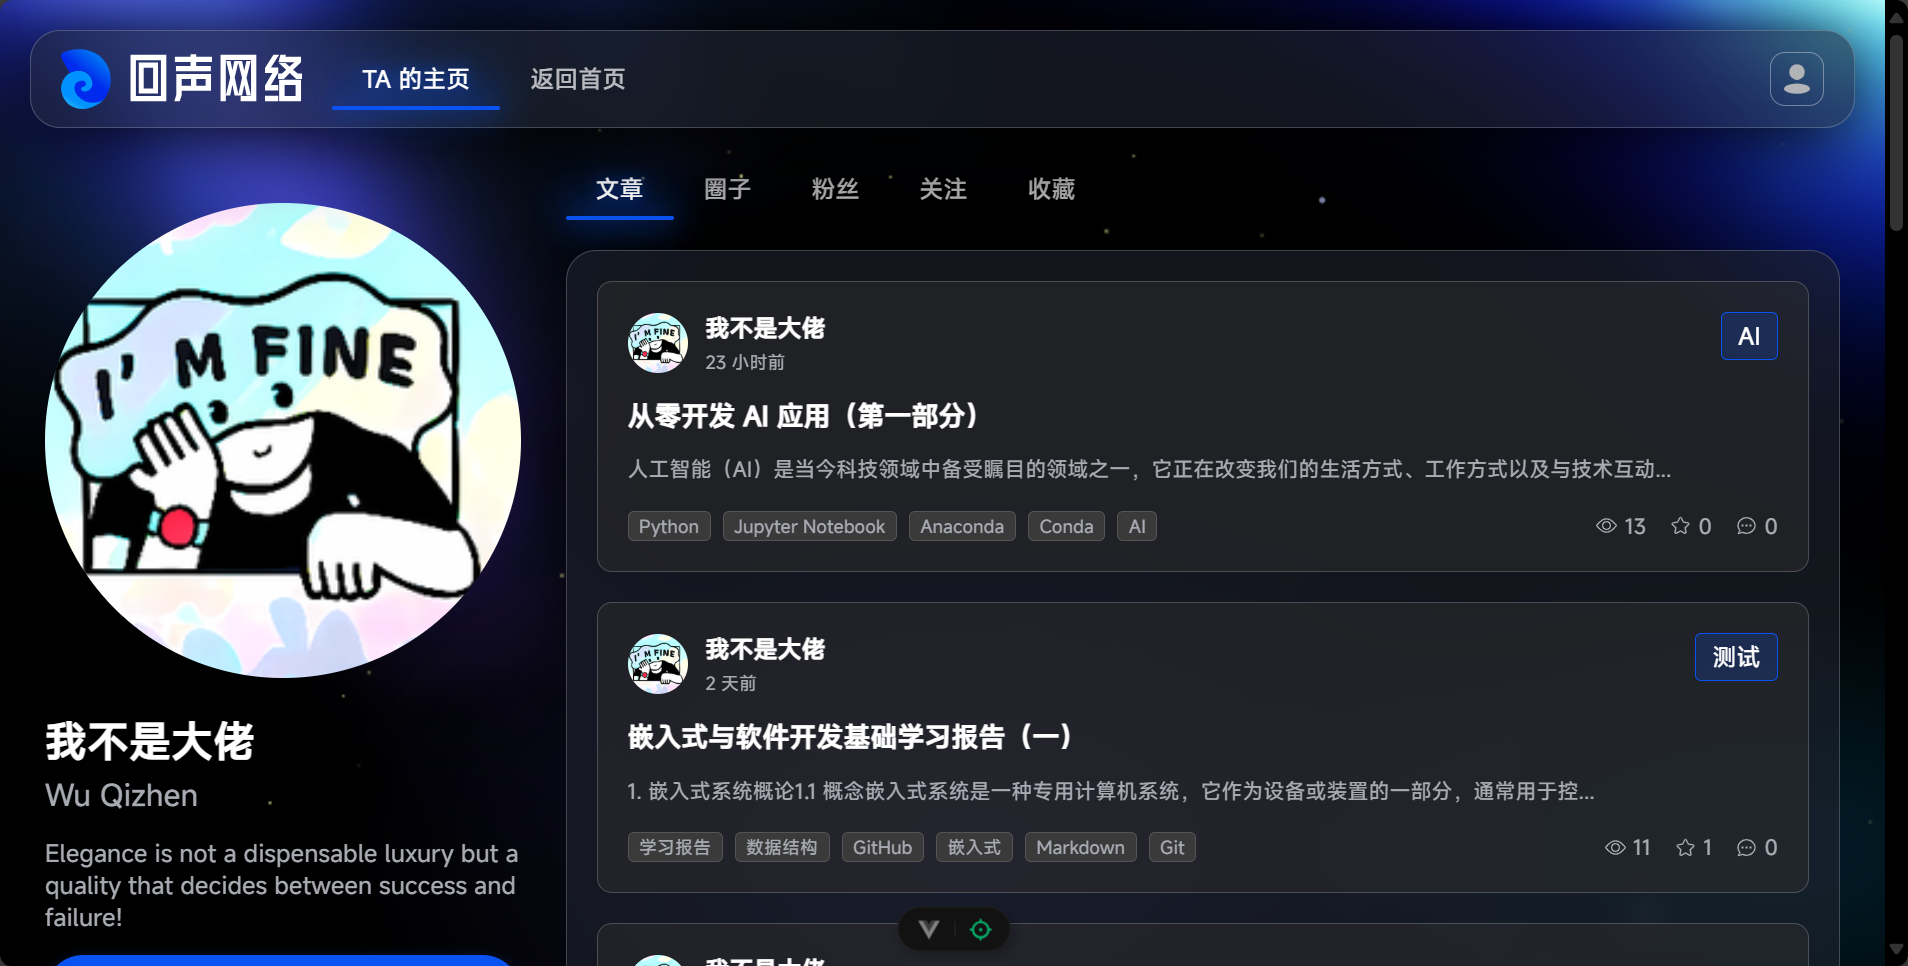 回声网络
TA 的主页
返回首页
文章
圈子
粉丝
关注
收藏
I'M FINE
我不是大佬
Wu Qizhen
Elegance is not a dispensable luxury but a
quality that decides between success and
failure!
I'M FINE
我不是大佬
23 小时前
AI
从零开发 AI 应用（第一部分）
人工智能（AI）是当今科技领域中备受瞩目的领域之一，它正在改变我们的生活方式、工作方式以及与技术互动...
Python
Jupyter Notebook
Anaconda
Conda
AI
13
0
0
I'M FINE
我不是大佬
2 天前
测试
嵌入式与软件开发基础学习报告（一）
1. 嵌入式系统概论1.1 概念嵌入式系统是一种专用计算机系统，它作为设备或装置的一部分，通常用于控...
学习报告
数据结构
GitHub
嵌入式
Markdown
Git
11
1
0
我不是大佬